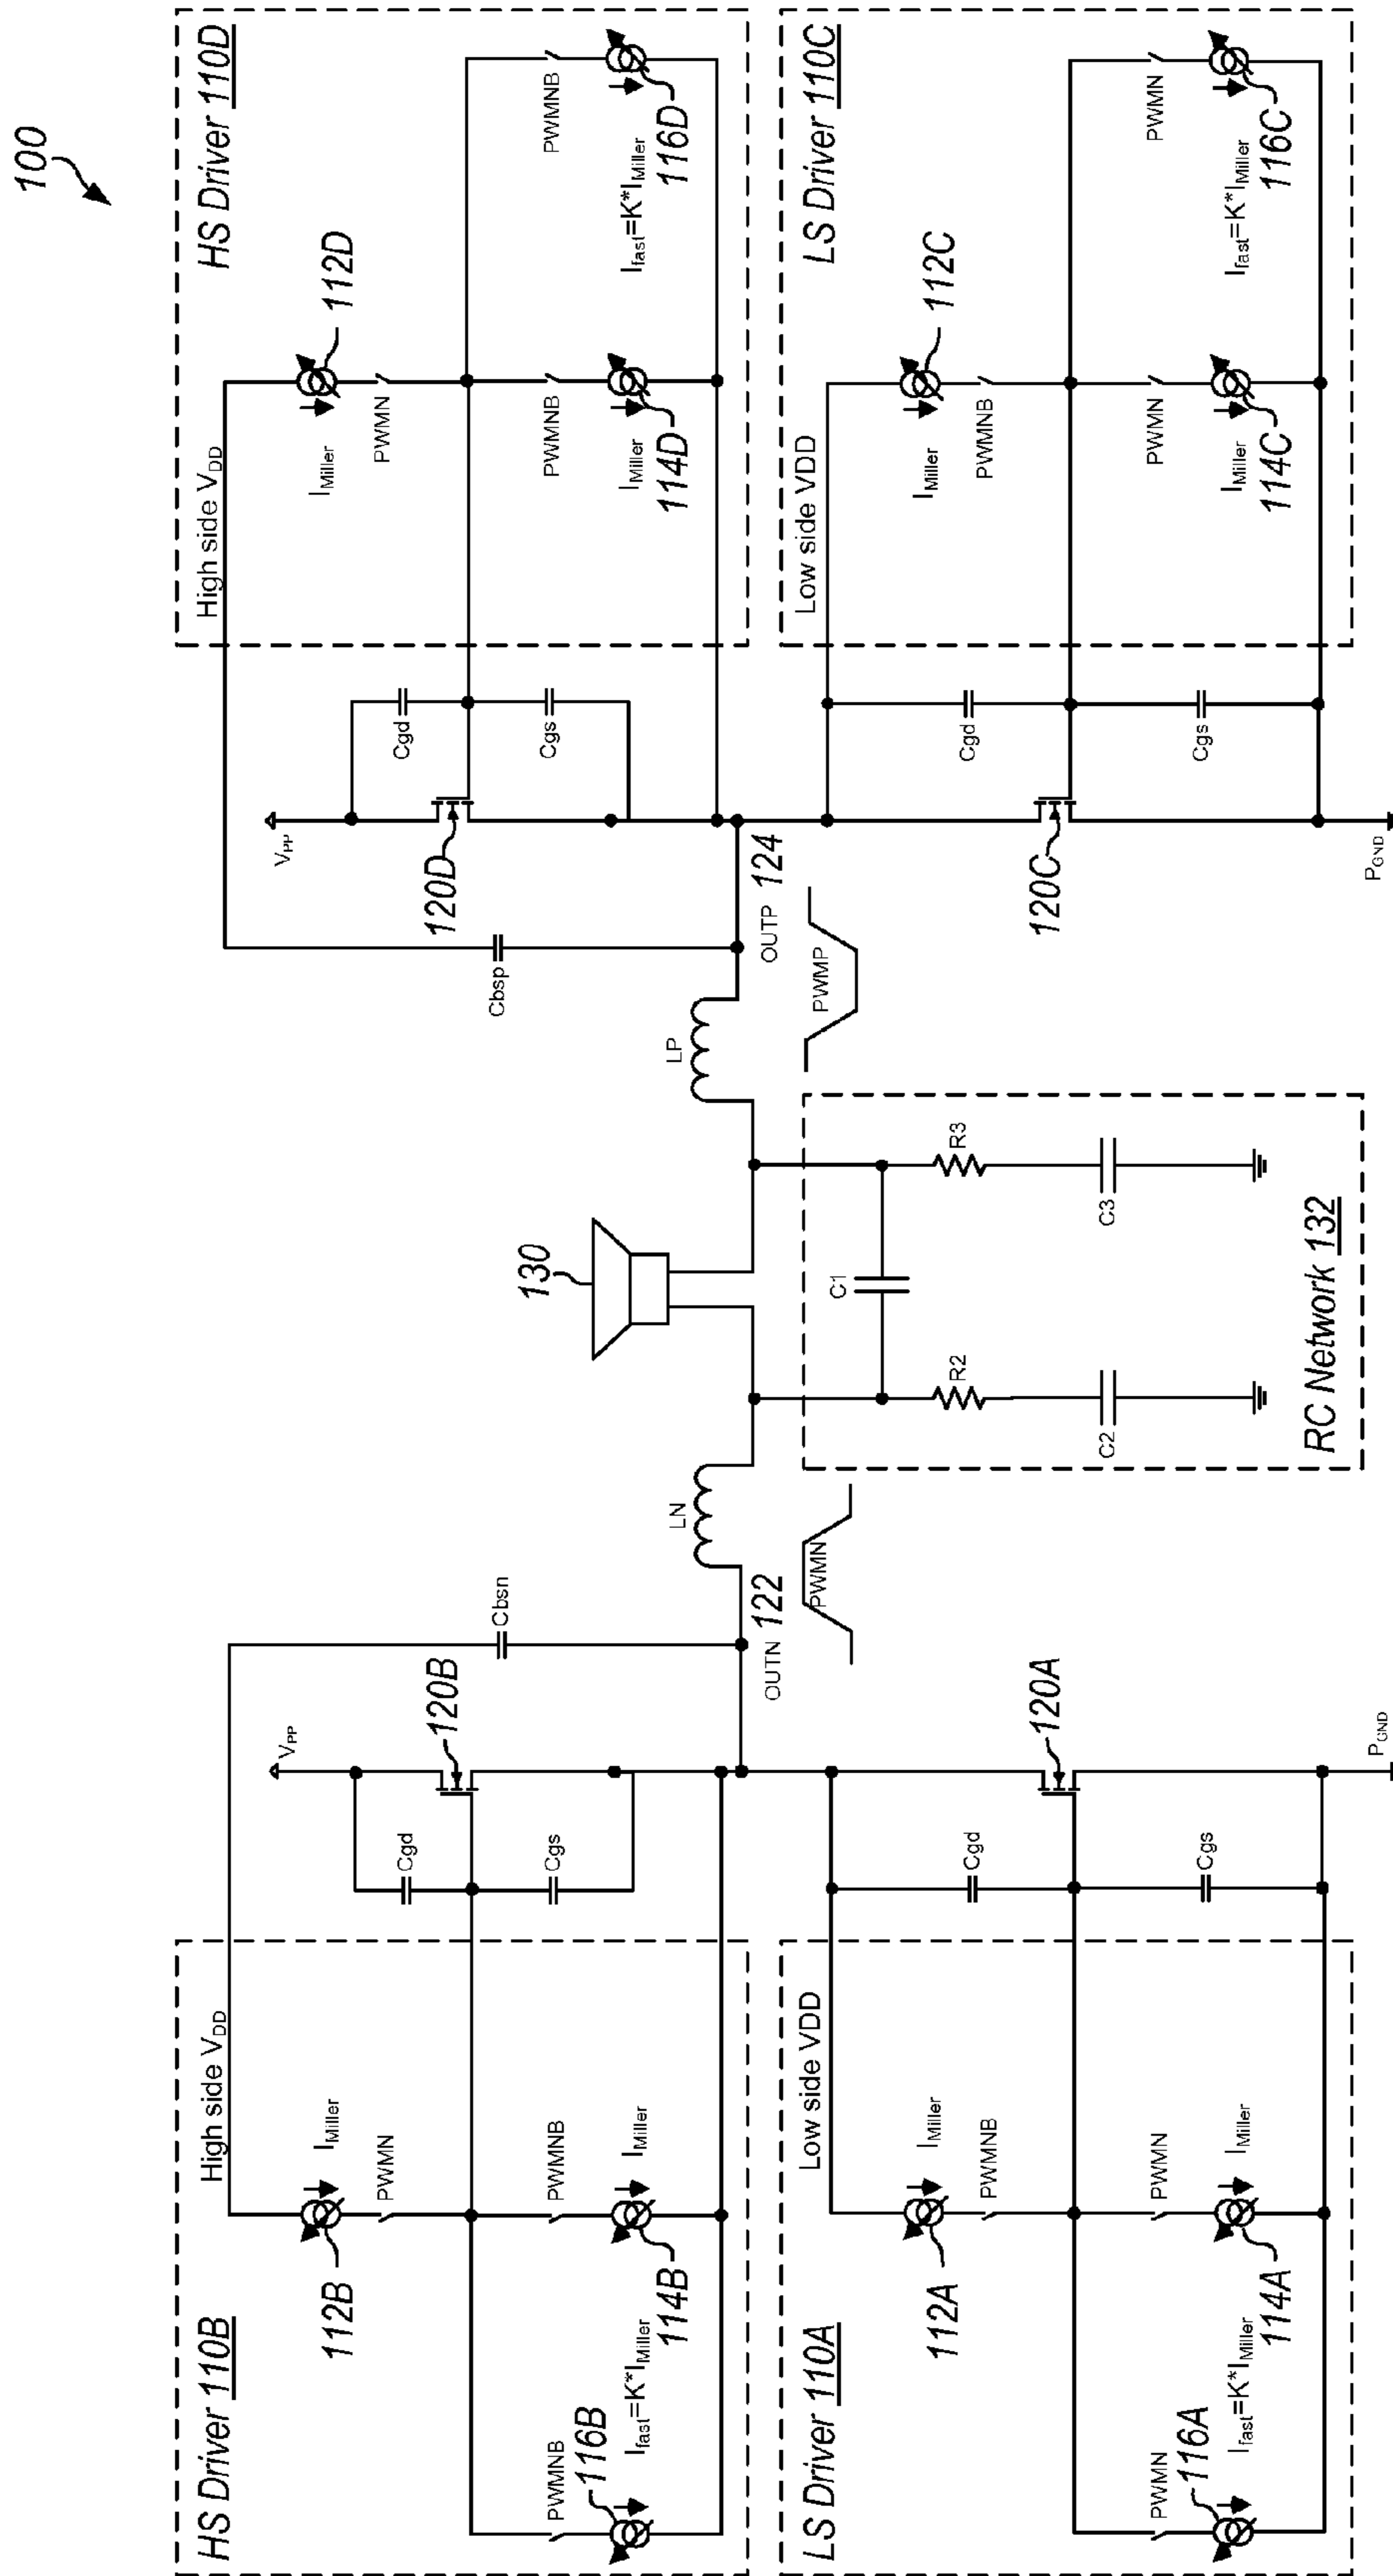 100
HS Driver 110B
High side VDD
112B
IMiller
PWMN
PWMNB
PWMNB
IMiller
116B
Ifast=K*IMiller
114B
LS Driver 110A
Low side VDD
112A
IMiller
PWMNB
PWMN
PWMN
IMiller
116A
Ifast=K*IMiller
114A
VPP
Cgd
Cgs
120B
Cbsn
OUTN 122
LN
PWMN
Cgd
Cgs
120A
PGND
130
C1
R2
C2
R3
C3
RC Network 132
LP
PWMP
Cbsp
OUTP 124
VPP
120D
Cgd
Cgs
120C
Cgd
Cgs
PGND
HS Driver 110D
High side VDD
112D
IMiller
PWMN
PWMNB
PWMNB
IMiller
114D
Ifast=K*IMiller
116D
LS Driver 110C
Low side VDD
112C
IMiller
PWMNB
PWMN
PWMN
IMiller
114C
Ifast=K*IMiller
116C